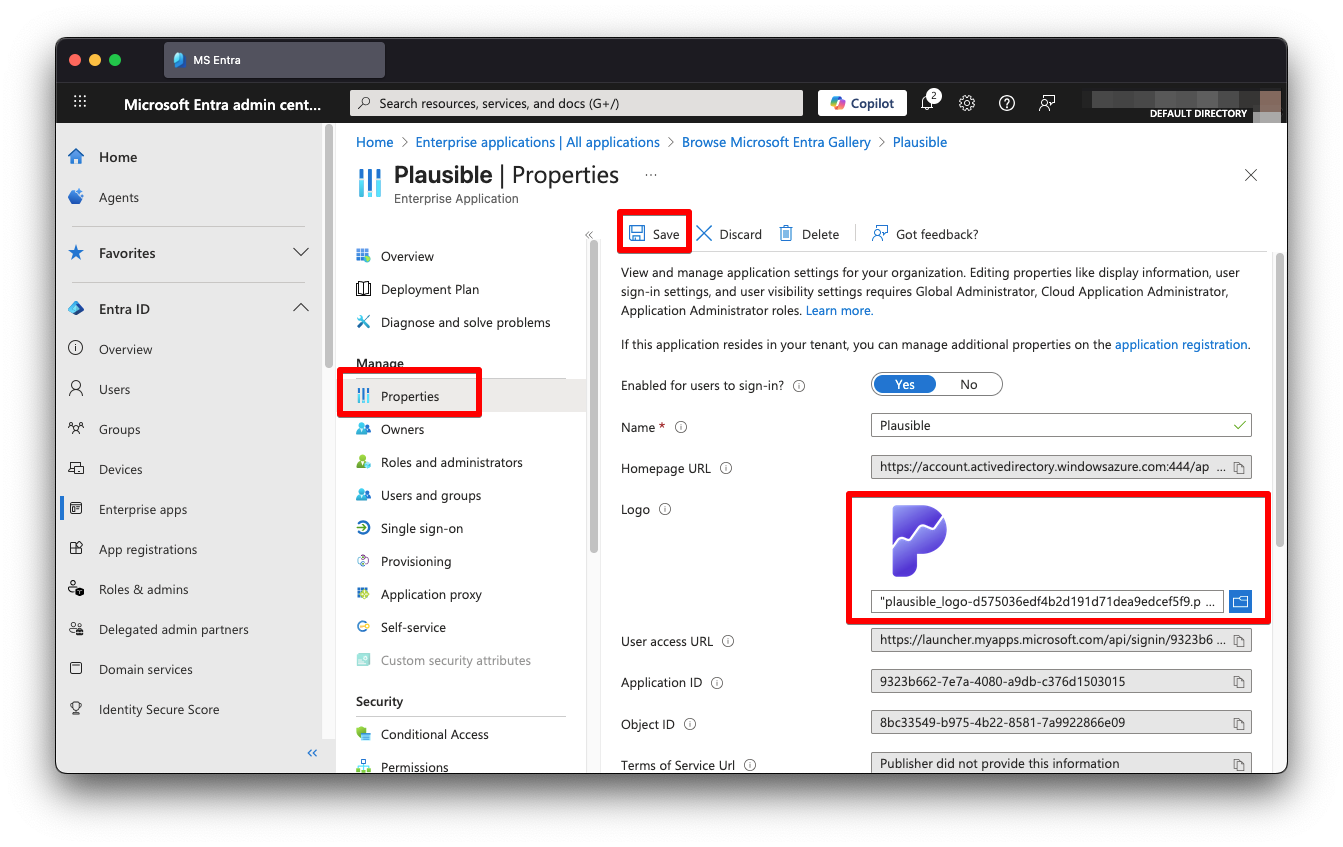 MS Entra
Microsoft Entra admin cent...
Search resources, services, and docs (G+/)
Copilot
2
DEFAULT DIRECTORY
Home
Agents
Favorites
Entra ID
Overview
Users
Groups
Devices
Enterprise apps
App registrations
Roles & admins
Delegated admin partners
Domain services
Identity Secure Score
«
Home > Enterprise applications | All applications > Browse Microsoft Entra Gallery > Plausible
Plausible | Properties ...
Enterprise Application
«
Overview
Deployment Plan
Diagnose and solve problems
Manage
Properties
Owners
Roles and administrators
Users and groups
Single sign-on
Provisioning
Application proxy
Self-service
Custom security attributes
Security
Conditional Access
Permissions
Save Discard Delete Got feedback?
View and manage application settings for your organization. Editing properties like display information, user
sign-in settings, and user visibility settings requires Global Administrator, Cloud Application Administrator,
Application Administrator roles. Learn more.
If this application resides in your tenant, you can manage additional properties on the application registration.
Enabled for users to sign-in? Yes No
Name * Plausible
Homepage URL https://account.activedirectory.windowsazure.com:444/ap ...
Logo
"plausible_logo-d575036edf4b2d191d71dea9edcef5f9.p ...
User access URL https://launcher.myapps.microsoft.com/api/signin/9323b6 ...
Application ID 9323b662-7e7a-4080-a9db-c376d1503015
Object ID 8bc33549-b975-4b22-8581-7a9922866e09
Terms of Service Url Publisher did not provide this information